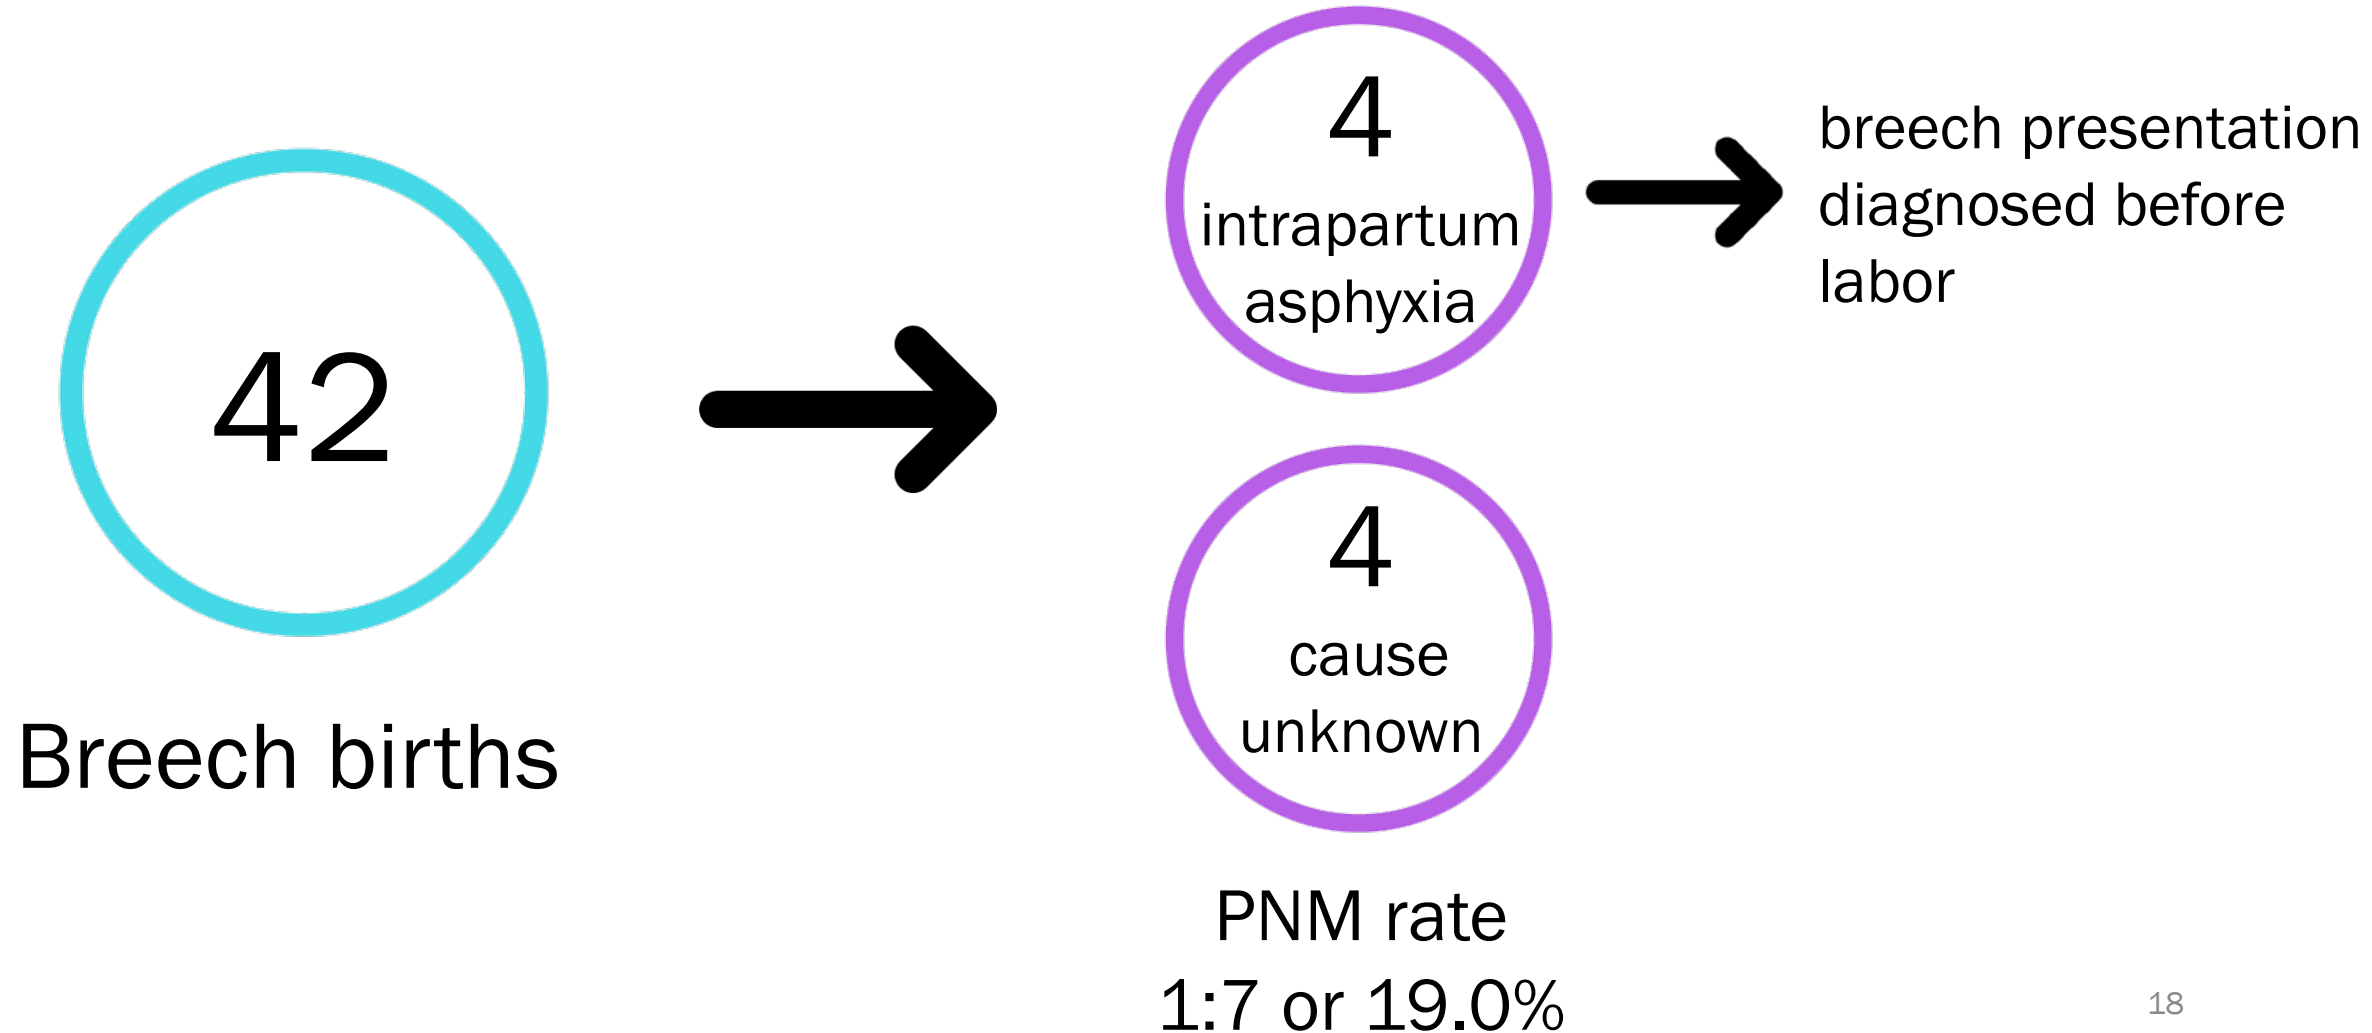 42
Breech births
4
intrapartum
asphyxia
breech presentation
diagnosed before
labor
4
cause
unknown
PNM rate
1:7 or 19.0%
18